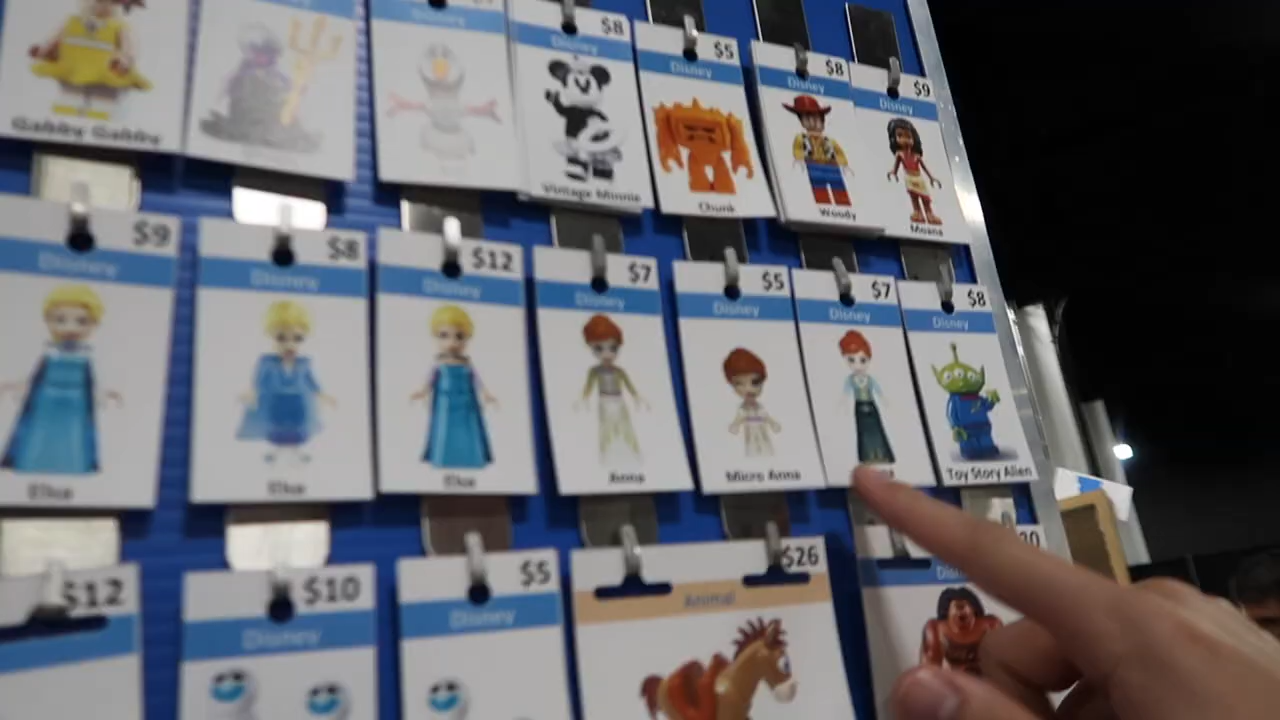 Disney
$8
Disney
$5
Disney
$8
Disney
$9
Disney
Gabby Gabby
Vintage Minnie
Chunk
Woody
Moana
$9
Disney
$8
Disney
$12
Disney
$7
Disney
$5
Disney
$7
Disney
$8
Disney
Elsa
Elsa
Elsa
Anna
Micro Anna
Toy Story Alien
$12
$10
Disney
$5
Disney
$26
Animal